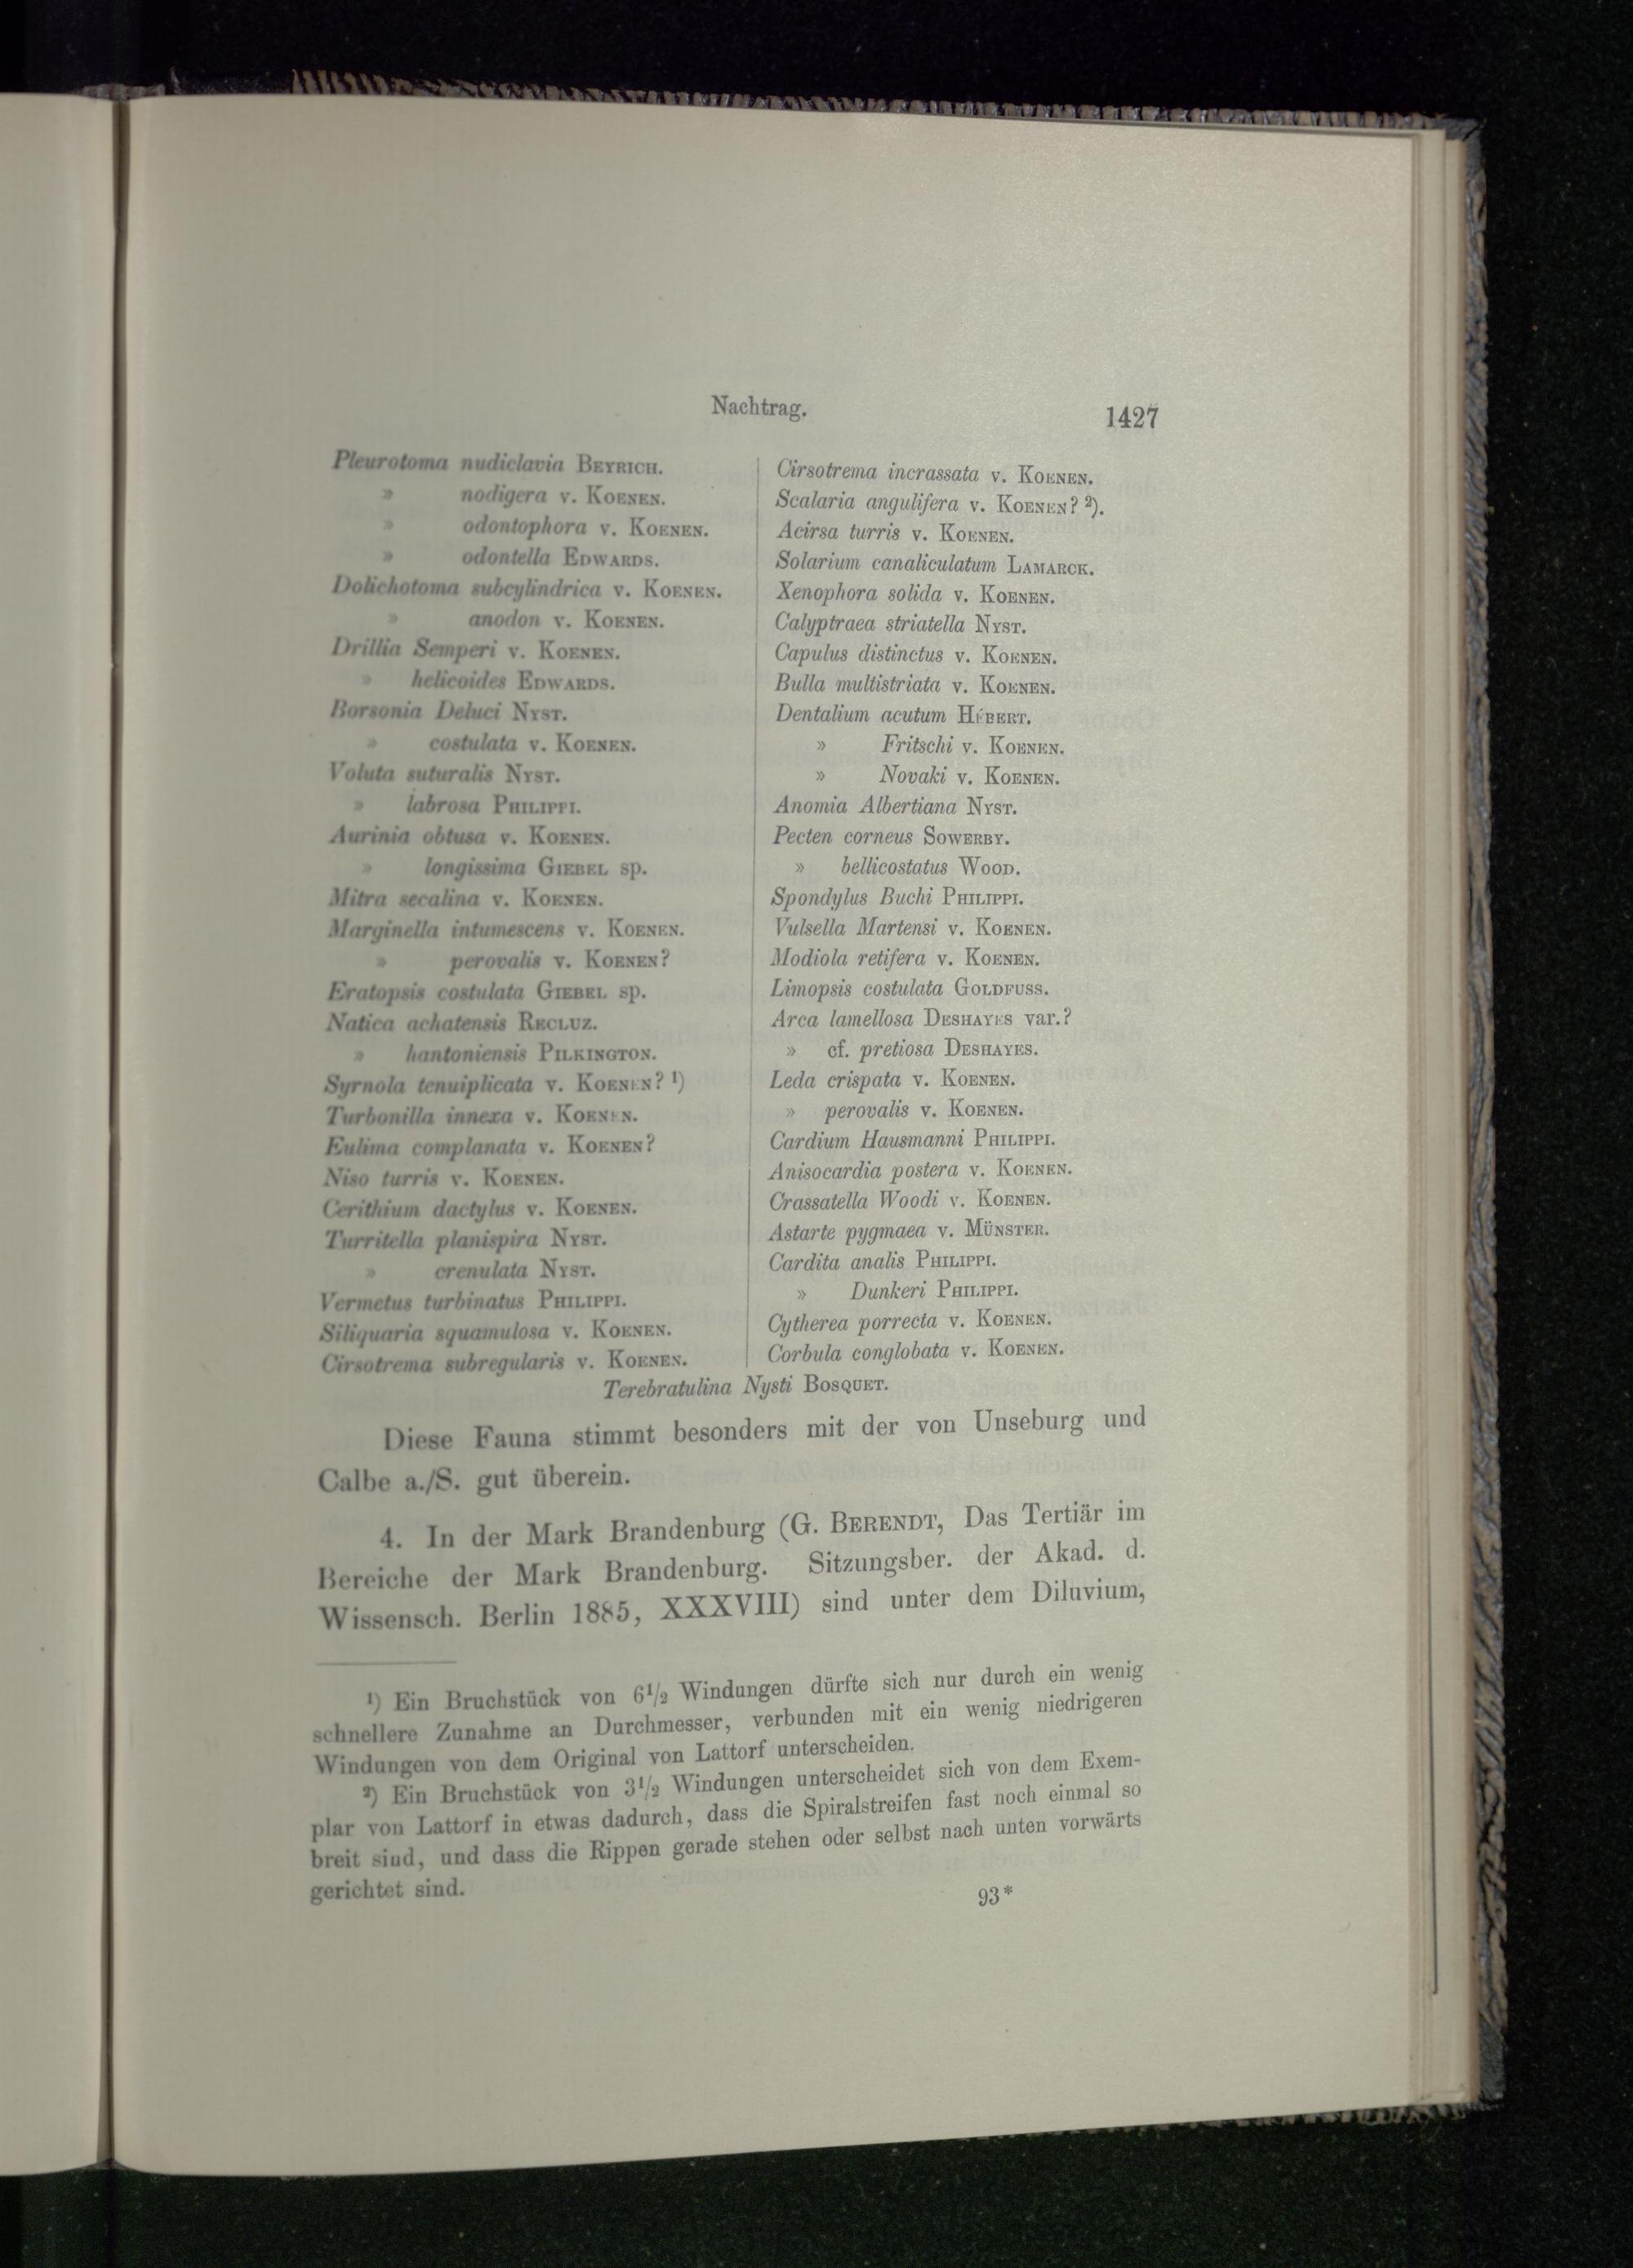 Nachtrag. 1427
Pleurotoma nudiclavia BEYRICH.
» nodigera v. KOENEN.
» odontophora v. KOENEN.
» odontella EDWARDS.
Dolichotoma subcylindrica v. KOENEN.
» anodon v. KOENEN.
Drillia Semperi v. KOENEN.
» helicoides EDWARDS.
Borsonia Deluci NYST.
» costulata v. KOENEN.
Voluta suturalis NYST.
» labrosa PHILIPPI.
Aurinia obtusa v. KOENEN.
» longissima GIEBEL sp.
Mitra secalina v. KOENEN.
Marginella intumescens v. KOENEN.
» perovalis v. KOENEN?
Eratopsis costulata GIEBEL sp.
Natica achatensis RECLUZ.
» hantoniensis PILKINGTON.
Syrnola tenuiplicata v. KOENEN? ¹)
Turbonilla innexa v. KOENEN.
Eulima complanata v. KOENEN?
Niso turris v. KOENEN.
Cerithium dactylus v. KOENEN.
Turritella planispira NYST.
» crenulata NYST.
Vermetus turbinatus PHILIPPI.
Siliquaria squamulosa v. KOENEN.
Cirsotrema subregularis v. KOENEN.
Cirsotrema incrassata v. KOENEN.
Scalaria angulifera v. KOENEN? ²).
Acirsa turris v. KOENEN.
Solarium canaliculatum LAMARCK.
Xenophora solida v. KOENEN.
Calyptraea striatella NYST.
Capulus distinctus v. KOENEN.
Bulla multistriata v. KOENEN.
Dentalium acutum HÉBERT.
» Fritschi v. KOENEN.
» Novaki v. KOENEN.
Anomia Albertiana NYST.
Pecten corneus SOWERBY.
» bellicostatus WOOD.
Spondylus Buchi PHILIPPI.
Vulsella Martensi v. KOENEN.
Modiola retifera v. KOENEN.
Limopsis costulata GOLDFUSS.
Arca lamellosa DESHAYES var.?
» cf. pretiosa DESHAYES.
Leda crispata v. KOENEN.
» perovalis v. KOENEN.
Cardium Hausmanni PHILIPPI.
Anisocardia postera v. KOENEN.
Crassatella Woodi v. KOENEN.
Astarte pygmaea v. MÜNSTER.
Cardita analis PHILIPPI.
» Dunkeri PHILIPPI.
Cytherea porrecta v. KOENEN.
Corbula conglobata v. KOENEN.
Terebratulina Nysti BOSQUET.
Diese Fauna stimmt besonders mit der von Unseburg und
Calbe a./S. gut überein.
4. In der Mark Brandenburg (G. BERENDT, Das Tertiär im
Bereiche der Mark Brandenburg. Sitzungsber. der Akad. d.
Wissensch. Berlin 1885, XXXVIII) sind unter dem Diluvium,
¹) Ein Bruchstück von 6¹/₂ Windungen dürfte sich nur durch ein wenig
schnellere Zunahme an Durchmesser, verbunden mit ein wenig niedrigeren
Windungen von dem Original von Lattorf unterscheiden.
²) Ein Bruchstück von 3¹/₂ Windungen unterscheidet sich von dem Exem-
plar von Lattorf in etwas dadurch, dass die Spiralstreifen fast noch einmal so
breit sind, und dass die Rippen gerade stehen oder selbst nach unten vorwärts
gerichtet sind.
93*